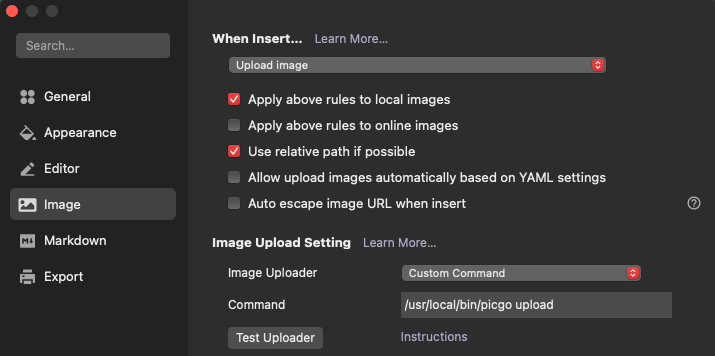 Search...
General
Appearance
Editor
Image
Markdown
Export
When Insert... Learn More...
Upload image
Apply above rules to local images
Apply above rules to online images
Use relative path if possible
Allow upload images automatically based on YAML settings
Auto escape image URL when insert ?
Image Upload Setting Learn More...
Image Uploader Custom Command
Command /usr/local/bin/picgo upload
Test Uploader Instructions